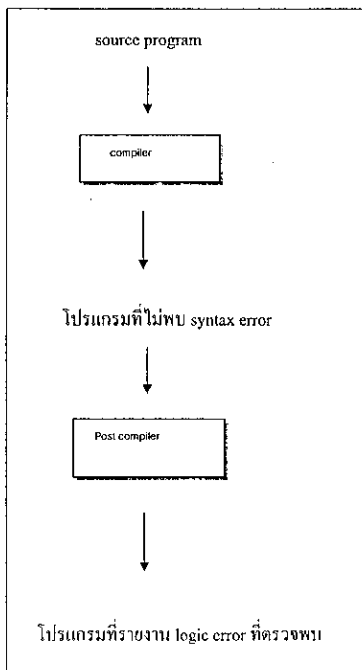 source program
compiler
โปรแกรมที่ไม่พบ syntax error
Post compiler
โปรแกรมที่รายงาน logic error ที่ตรวจพบ